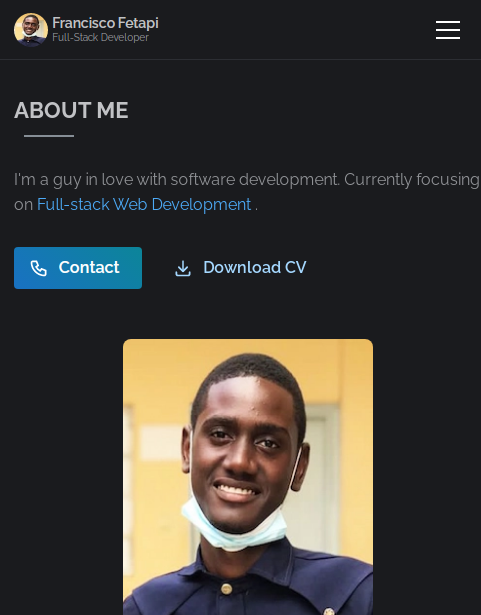 Francisco Fetapi
Full-Stack Developer
ABOUT ME
I'm a guy in love with software development. Currently focusing
on Full-stack Web Development .
Contact
Download CV